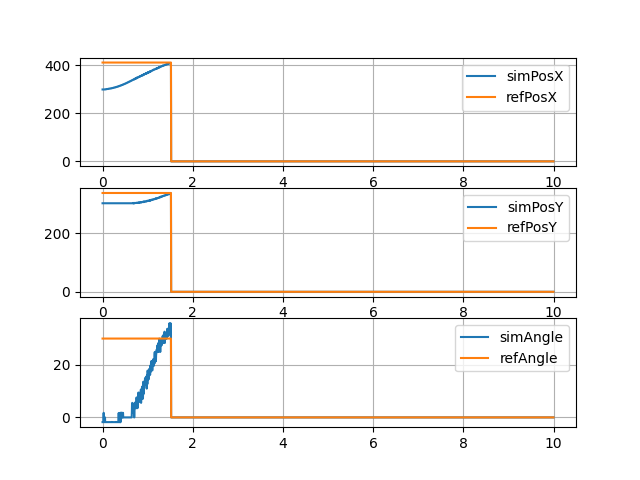 400
200
0
simPosX
refPosX
0 2 4 6 8 10
200
0
simPosY
refPosY
0 2 4 6 8 10
20
0
simAngle
refAngle
0 2 4 6 8 10